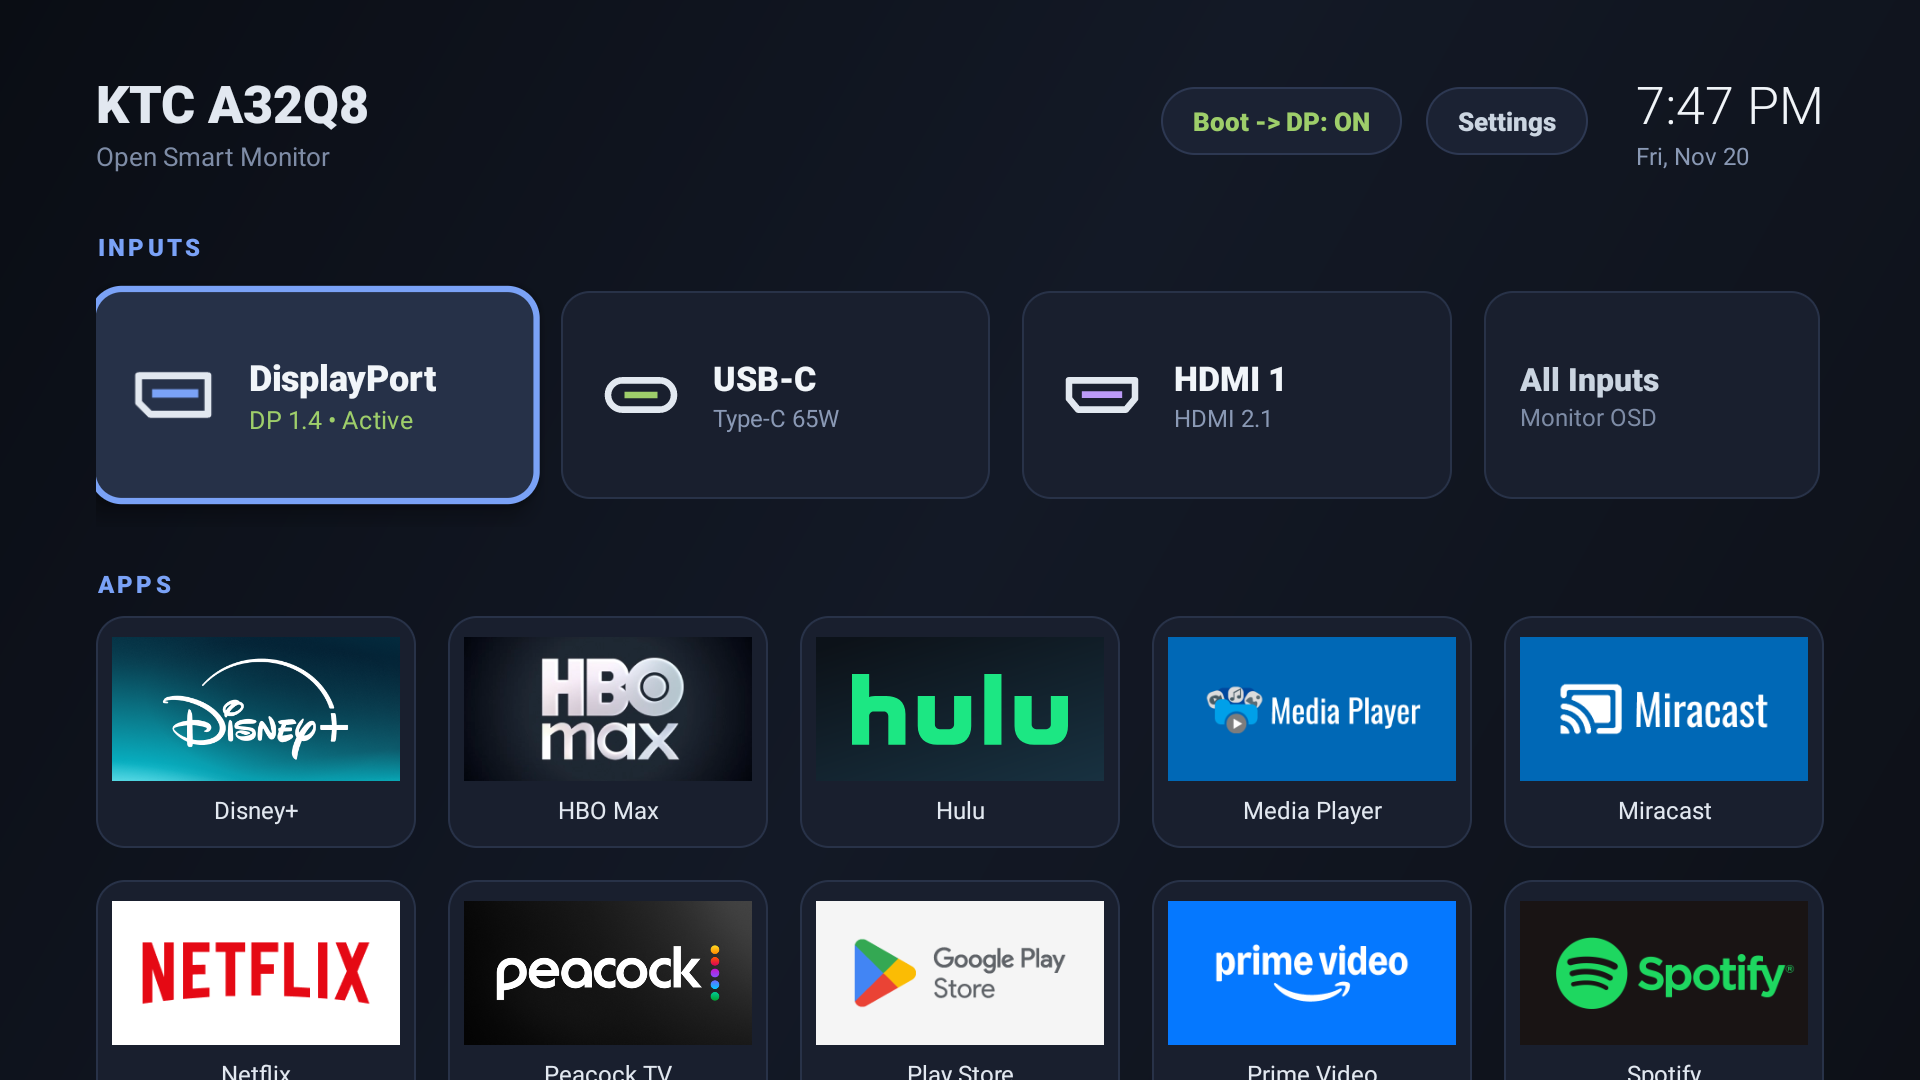 KTC A32Q8
Open Smart Monitor
Boot -> DP: ON
Settings
7:47 PM
Fri, Nov 20
INPUTS
DisplayPort
DP 1.4 • Active
USB-C
Type-C 65W
HDMI 1
HDMI 2.1
All Inputs
Monitor OSD
APPS
Disney+
HBO
max
hulu
Media Player
Miracast
Disney+
HBO Max
Hulu
Media Player
Miracast
NETFLIX
peacock
Google Play
Store
prime video
Spotify®
Netflix
Peacock TV
Play Store
Prime Video
Spotify